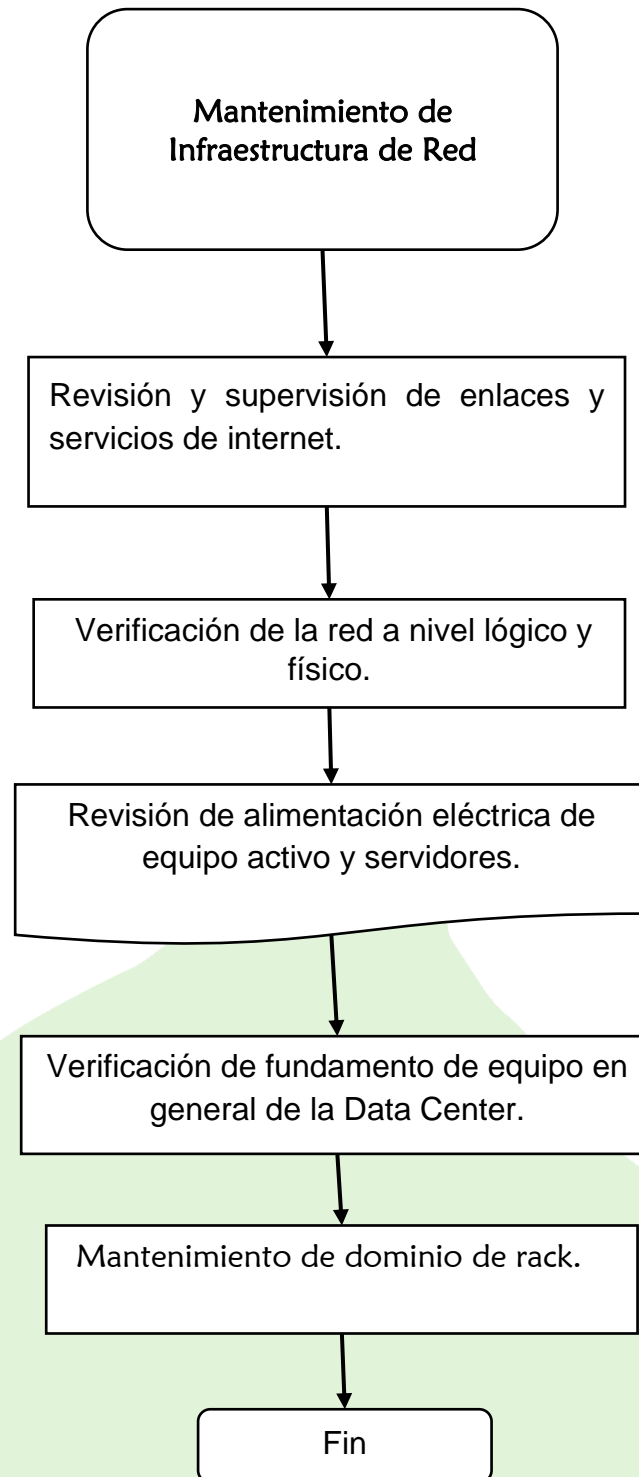 Mantenimiento de
Infraestructura de Red
Revisión y supervisión de enlaces y
servicios de internet.
Verificación de la red a nivel lógico y
físico.
Revisión de alimentación eléctrica de
equipo activo y servidores.
Verificación de fundamento de equipo en
general de la Data Center.
Mantenimiento de dominio de rack.
Fin